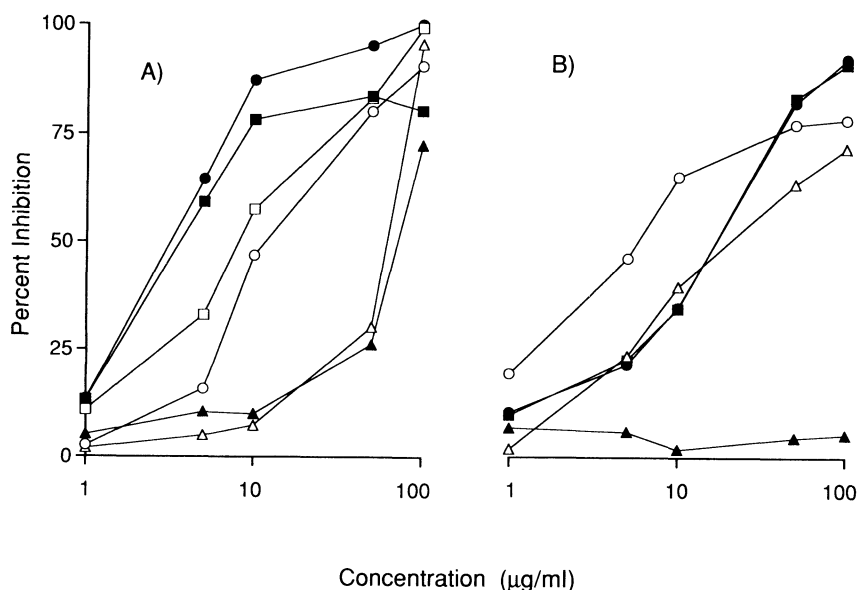 100
75
50
25
0
Percent Inhibition
A)
B)
1 10 100
1 10 100
Concentration (μg/ml)